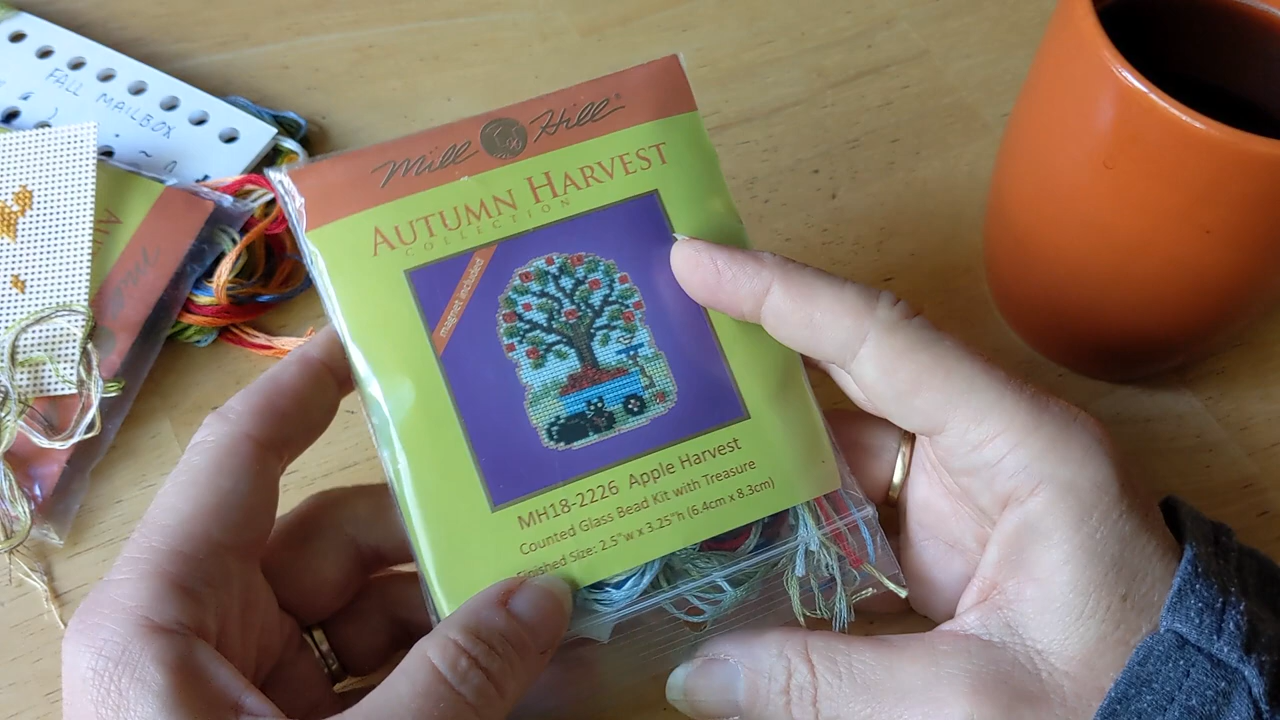 FALL MAILBOX
Mill Hill®
AUTUMN HARVEST
COLLECTION
magnet included!
MH18-2226 Apple Harvest
Counted Glass Bead Kit with Treasure
Finished Size: 2.5"w x 3.25"h (6.4cm x 8.3cm)